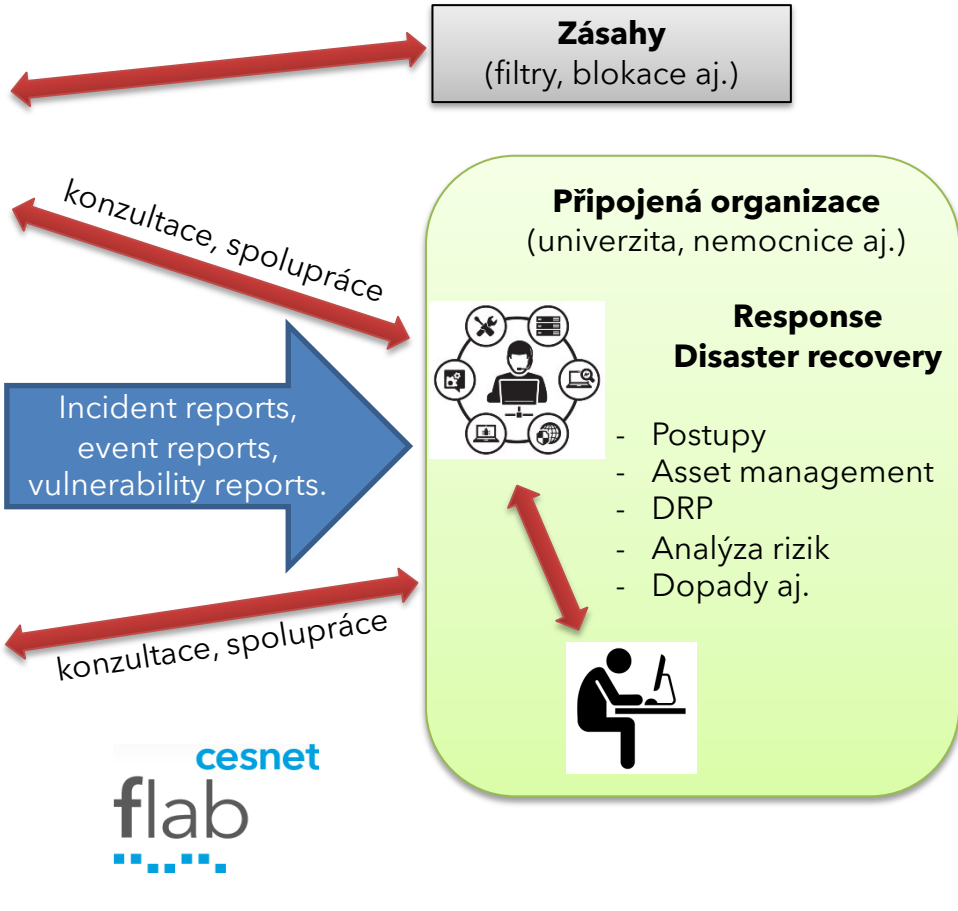 Zásahy
(filtry, blokace aj.)
konzultace, spolupráce
Připojená organizace
(univerzita, nemocnice aj.)
Response
Disaster recovery
Incident reports,
event reports,
vulnerability reports.
- Postupy
- Asset management
- DRP
- Analýza rizik
- Dopady aj.
konzultace, spolupráce
cesnet
flab